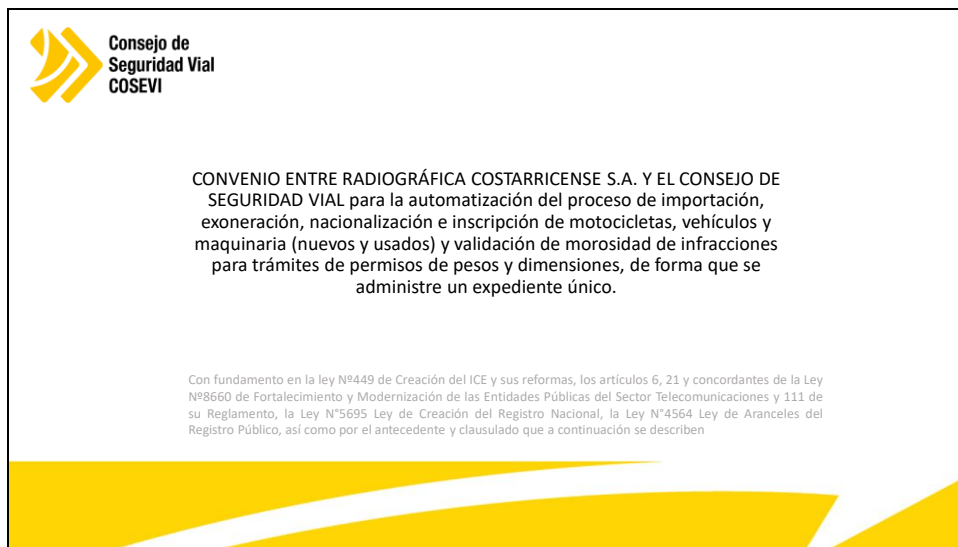 Consejo de
Seguridad Vial
COSEVI
CONVENIO ENTRE RADIOGRÁFICA COSTARRICENSE S.A. Y EL CONSEJO DE
SEGURIDAD VIAL para la automatización del proceso de importación,
exoneración, nacionalización e inscripción de motocicletas, vehículos y
maquinaria (nuevos y usados) y validación de morosidad de infracciones
para trámites de permisos de pesos y dimensiones, de forma que se
administre un expediente único.
Con fundamento en la ley Nº449 de Creación del ICE y sus reformas, los artículos 6, 21 y concordantes de la Ley
Nº8660 de Fortalecimiento y Modernización de las Entidades Públicas del Sector Telecomunicaciones y 111 de
su Reglamento, la Ley N°5695 Ley de Creación del Registro Nacional, la Ley N°4564 Ley de Aranceles del
Registro Público, así como por el antecedente y clausulado que a continuación se describen